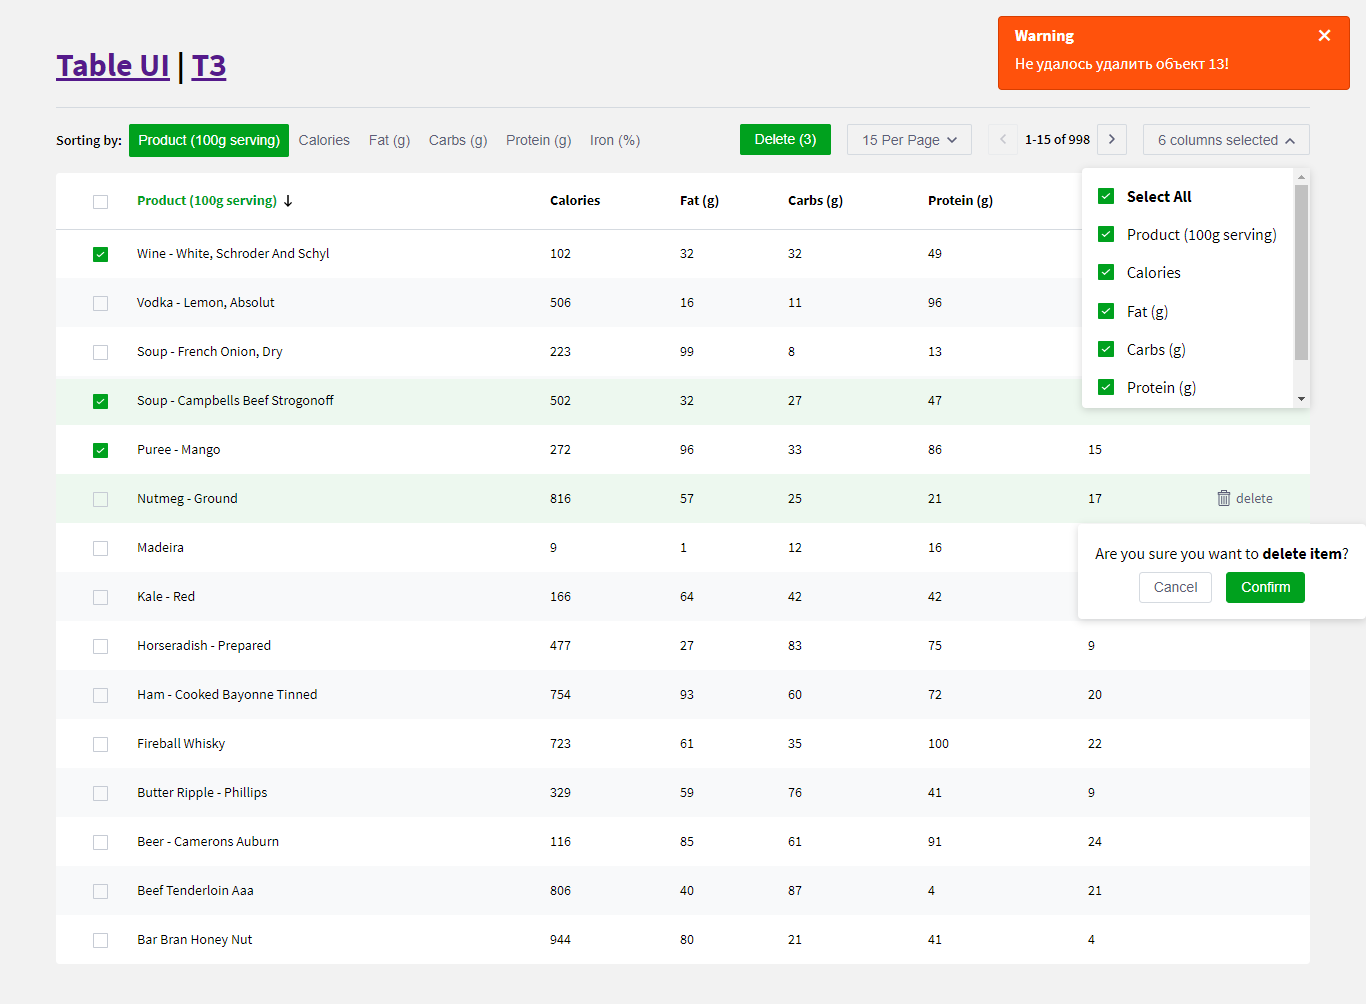 Warning
Не удалось удалить объект 13!
Table UI | T3
Sorting by: Product (100g serving) Calories Fat (g) Carbs (g) Protein (g) Iron (%) Delete (3) 15 Per Page 1-15 of 998 6 columns selected
Product (100g serving) Calories Fat (g) Carbs (g) Protein (g)
Select All
Product (100g serving)
Calories
Fat (g)
Carbs (g)
Protein (g)
Wine - White, Schroder And Schyl 102 32 32 49
Vodka - Lemon, Absolut 506 16 11 96
Soup - French Onion, Dry 223 99 8 13
Soup - Campbells Beef Strogonoff 502 32 27 47
Puree - Mango 272 96 33 86 15
Nutmeg - Ground 816 57 25 21 17 delete
Are you sure you want to delete item?
Cancel Confirm
Madeira 9 1 12 16
Kale - Red 166 64 42 42
Horseradish - Prepared 477 27 83 75 9
Ham - Cooked Bayonne Tinned 754 93 60 72 20
Fireball Whisky 723 61 35 100 22
Butter Ripple - Phillips 329 59 76 41 9
Beer - Camerons Auburn 116 85 61 91 24
Beef Tenderloin Aaa 806 40 87 4 21
Bar Bran Honey Nut 944 80 21 41 4